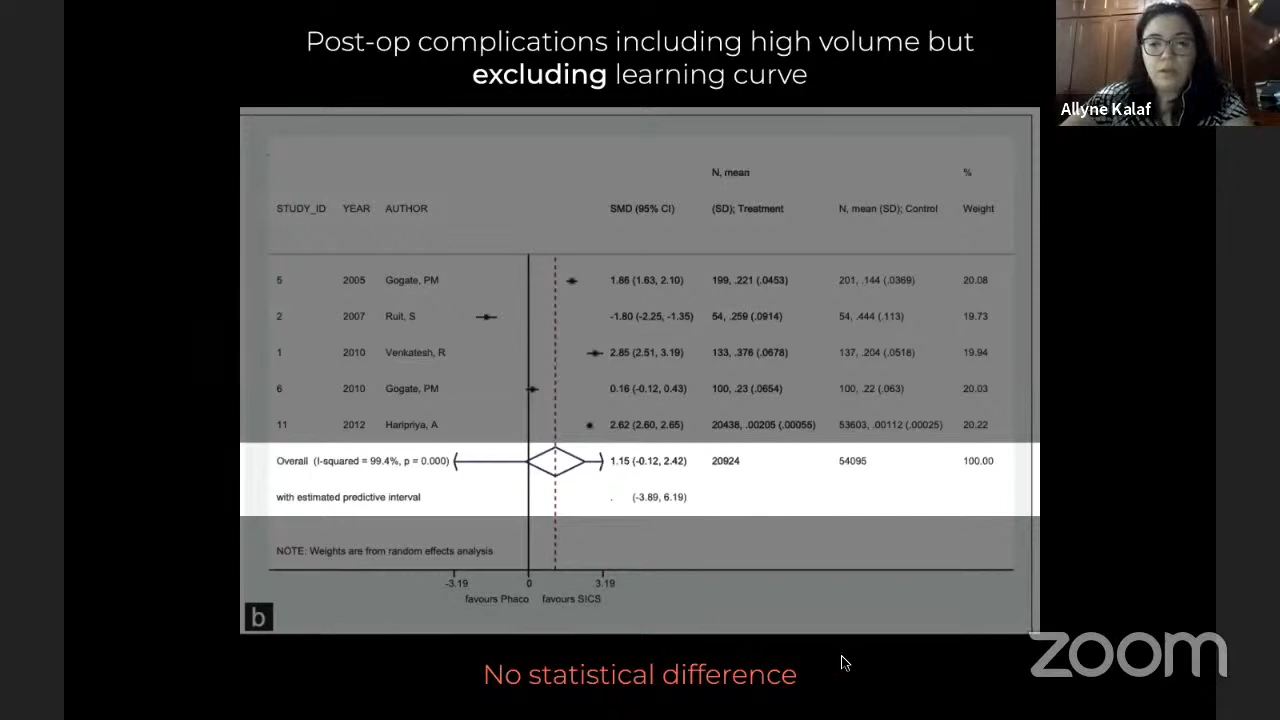 Post-op complications including high volume but
excluding learning curve
Allyne Kalaf
N, mean
%
STUDY_ID YEAR AUTHOR SMD (95% CI) (SD); Treatment N, mean (SD); Control Weight
5 2005 Gogate, PM 1.86 (1.63, 2.10) 199, .221 (.0453) 201, .144 (.0369) 20.08
2 2007 Ruit, S -1.80 (-2.25, -1.35) 54, .259 (.0914) 54, .444 (.113) 19.73
1 2010 Venkatesh, R 2.85 (2.51, 3.19) 133, .376 (.0678) 137, .204 (.0518) 19.94
6 2010 Gogate, PM 0.16 (-0.12, 0.43) 100, .23 (.0654) 100, .22 (.063) 20.03
11 2012 Haripriya, A 2.62 (2.60, 2.65) 20438, .00205 (.00055) 53603, .00112 (.00025) 20.22
Overall (I-squared = 99.4%, p = 0.000) 1.15 (-0.12, 2.42) 20924 54095 100.00
with estimated predictive interval . (-3.89, 6.19)
NOTE: Weights are from random effects analysis
-3.19 0 3.19
favours Phaco favours SICS
b
No statistical difference
zoom